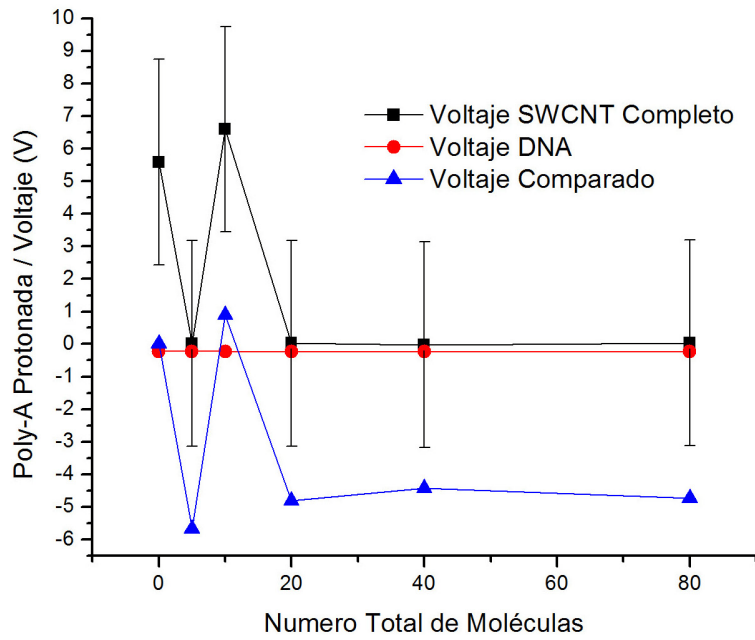 10
9
8
7
6
5
4
3
2
1
0
-1
-2
-3
-4
-5
-6
Poly-A Protonada / Voltaje (V)
Voltaje SWCNT Completo
Voltaje DNA
Voltaje Comparado
0 20 40 60 80
Numero Total de Moléculas